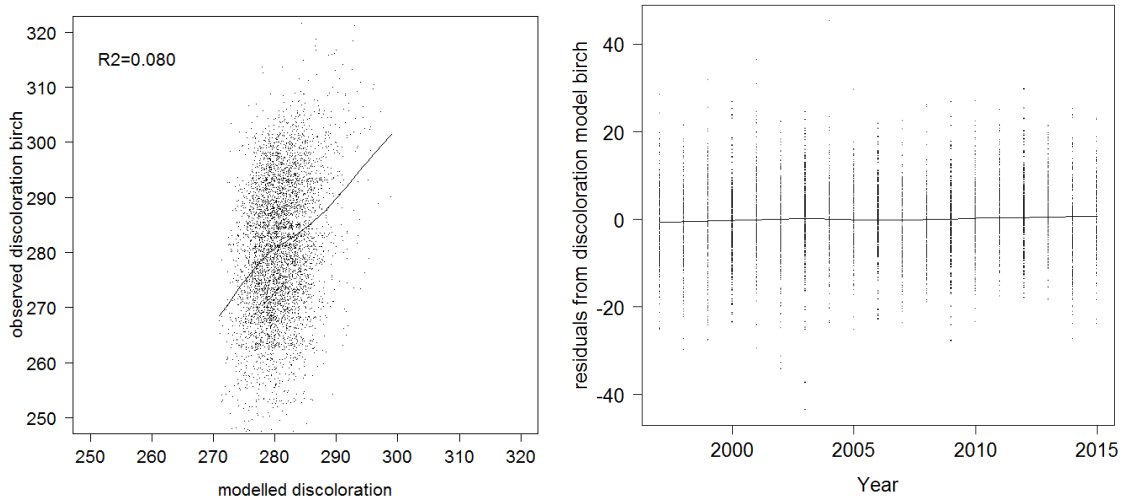 R2=0.080
observed discoloration birch
320
310
300
290
280
270
260
250
250 260 270 280 290 300 310 320
modelled discoloration
residuals from discoloration model birch
40
20
0
-20
-40
2000 2005 2010 2015
Year